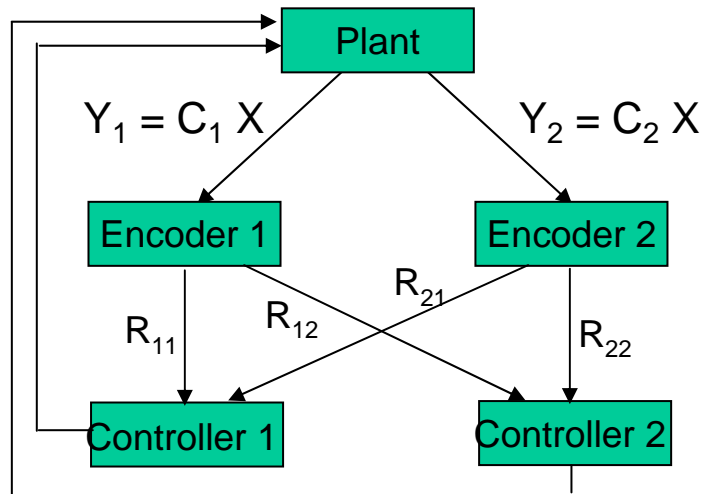 Plant
Y₁ = C₁ X
Y₂ = C₂ X
Encoder 1
Encoder 2
R₁₁
R₁₂
R₂₁
R₂₂
Controller 1
Controller 2